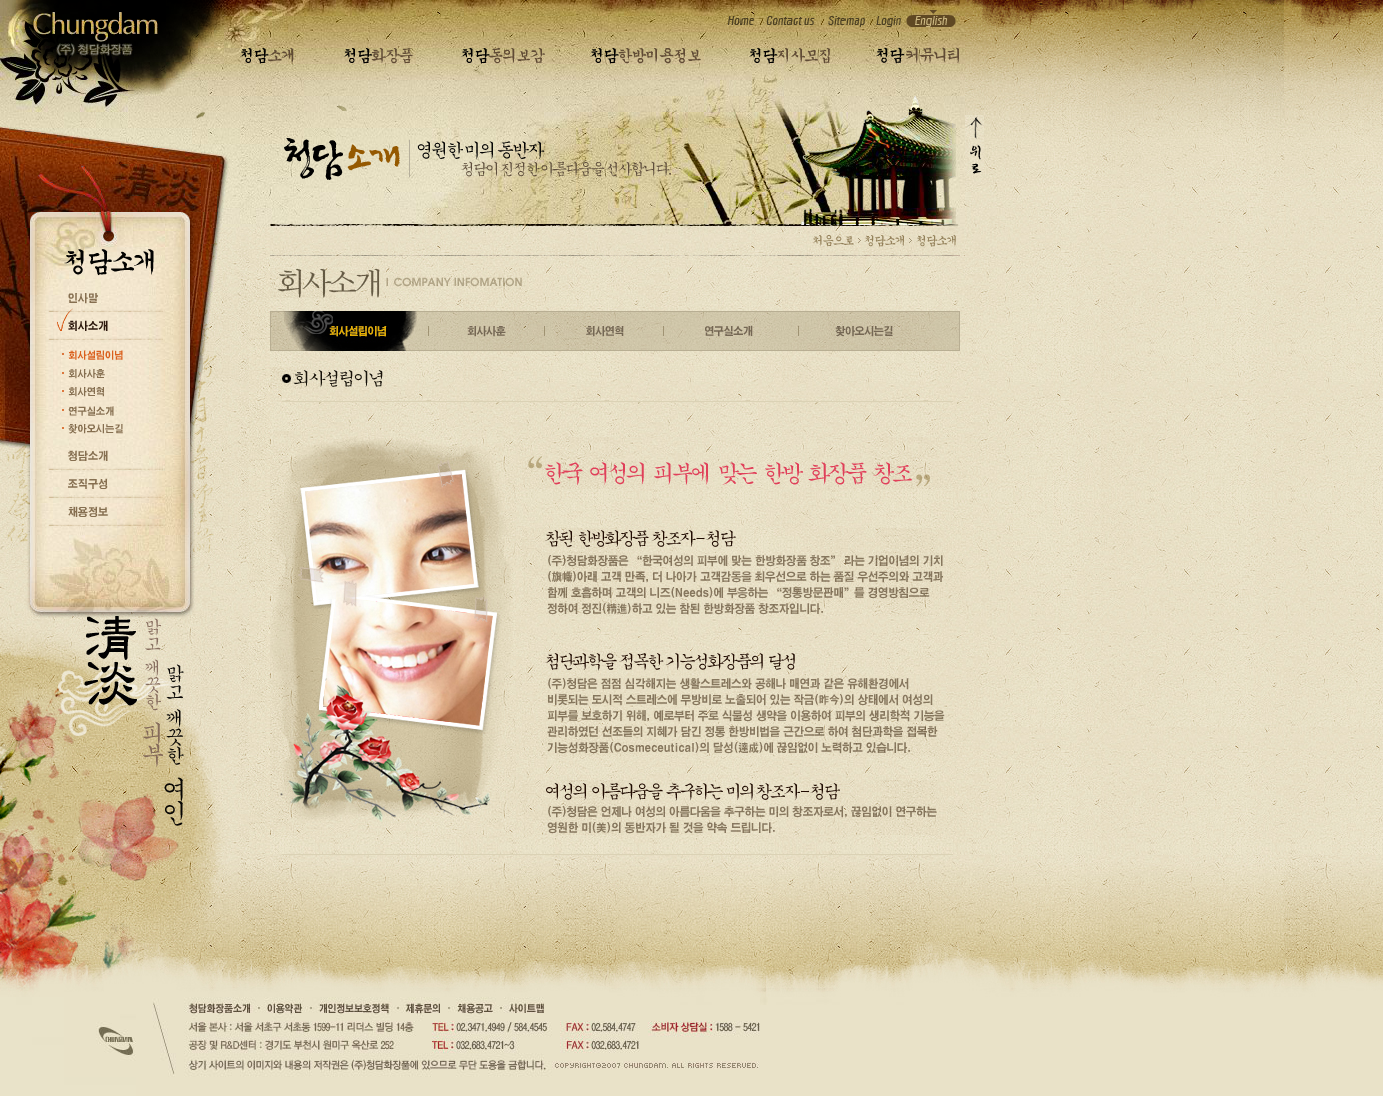 Chungdam
(주) 청담화장품
Home / Contact us / Sitemap / Login English
청담소개 청담화장품 청담동의보감 청담한방미용정보 청담지사모집 청담커뮤니티
청담소개 영원한 미의 동반자
청담이 진정한 아름다움을 선사합니다.
위로
清淡
처음으로 > 청담소개 > 청담소개
청담소개
인사말
회사소개
· 회사설립이념
· 회사사훈
· 회사연혁
· 연구실소개
· 찾아오시는길
청담소개
조직구성
채용정보
清淡
맑고 깨끗한 피부
맑고 깨끗한 여인
회사소개 | COMPANY INFOMATION
회사설립이념 | 회사사훈 | 회사연혁 | 연구실소개 | 찾아오시는길
회사설립이념
“한국 여성의 피부에 맞는 한방 화장품 창조”
참된 한방화장품 창조자-청담
(주)청담화장품은 “한국여성의 피부에 맞는 한방화장품 창조” 라는 기업이념의 기치
(旗幟)아래 고객 만족, 더 나아가 고객감동을 최우선으로 하는 품질 우선주의와 고객과
함께 호흡하며 고객의 니즈(Needs)에 부응하는 “정통방문판매”를 경영방침으로
정하여 정진(精進)하고 있는 참된 한방화장품 창조자입니다.
첨단과학을 접목한 기능성화장품의 달성
(주)청담은 점점 심각해지는 생활스트레스와 공해나 매연과 같은 유해환경에서
비롯되는 도시적 스트레스에 무방비로 노출되어 있는 작금(昨今)의 상태에서 여성의
피부를 보호하기 위해, 예로부터 주로 식물성 생약을 이용하여 피부의 생리학적 기능을
관리하였던 선조들의 지혜가 담긴 정통 한방비법을 근간으로 하여 첨단과학을 접목한
기능성화장품(Cosmeceutical)의 달성(達成)에 끊임없이 노력하고 있습니다.
여성의 아름다움을 추구하는 미의 창조자-청담
(주)청담은 언제나 여성의 아름다움을 추구하는 미의 창조자로서, 끊임없이 연구하는
영원한 미(美)의 동반자가 될 것을 약속 드립니다.
청담화장품소개 · 이용약관 · 개인정보보호정책 · 제휴문의 · 채용공고 · 사이트맵
서울 본사 : 서울 서초구 서초동 1599-11 리더스 빌딩 14층 TEL : 02.3471.4949 / 584.4545 FAX : 02.584.4747 소비자 상담실 : 1588 - 5421
공장 및 R&D센터 : 경기도 부천시 원미구 옥산로 252 TEL : 032.683.4721~3 FAX : 032.683.4721
상기 사이트의 이미지와 내용의 저작권은 (주)청담화장품에 있으므로 무단 도용을 금합니다. COPYRIGHT@2007 CHUNGDAM. ALL RIGHTS RESERVED.
CHUNGDAM